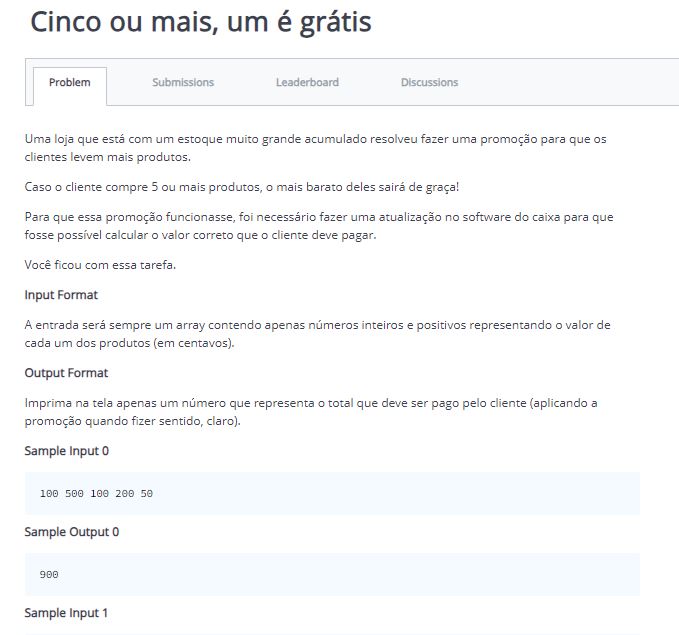 Cinco ou mais, um é grátis
Problem Submissions Leaderboard Discussions
Uma loja que está com um estoque muito grande acumulado resolveu fazer uma promoção para que os
clientes levem mais produtos.
Caso o cliente compre 5 ou mais produtos, o mais barato deles sairá de graça!
Para que essa promoção funcionasse, foi necessário fazer uma atualização no software do caixa para que
fosse possível calcular o valor correto que o cliente deve pagar.
Você ficou com essa tarefa.
Input Format
A entrada será sempre um array contendo apenas números inteiros e positivos representando o valor de
cada um dos produtos (em centavos).
Output Format
Imprima na tela apenas um número que representa o total que deve ser pago pelo cliente (aplicando a
promoção quando fizer sentido, claro).
Sample Input 0
100 500 100 200 50
Sample Output 0
900
Sample Input 1